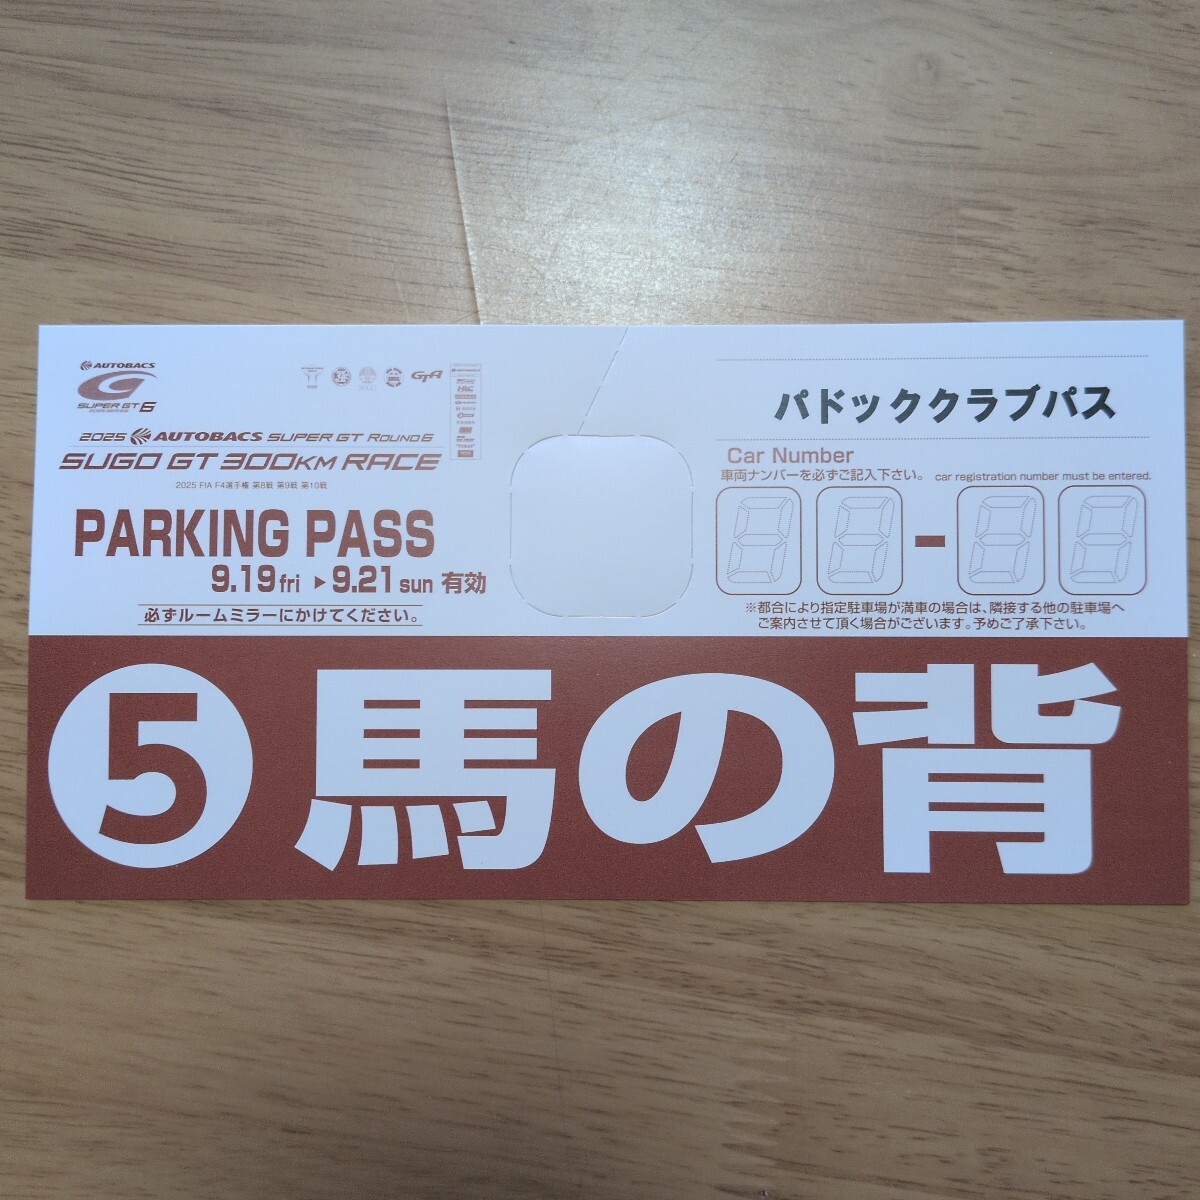 AUTOBACS
SUPER GT 6
2025 AUTOBACS SUPER GT ROUND 6
SUGO GT 300KM RACE
2025 FIA F4選手権 第8戦 第9戦 第10戦
PARKING PASS
9.19 fri ▶ 9.21 sun 有効
必ずルームミラーにかけてください。
GTA
パドッククラブパス
Car Number
車両ナンバーを必ずご記入下さい。 car registration number must be entered.
-
※都合により指定駐車場が満車の場合は、隣接する他の駐車場へ
ご案内させて頂く場合がございます。予めご了承下さい。
⑤馬の背